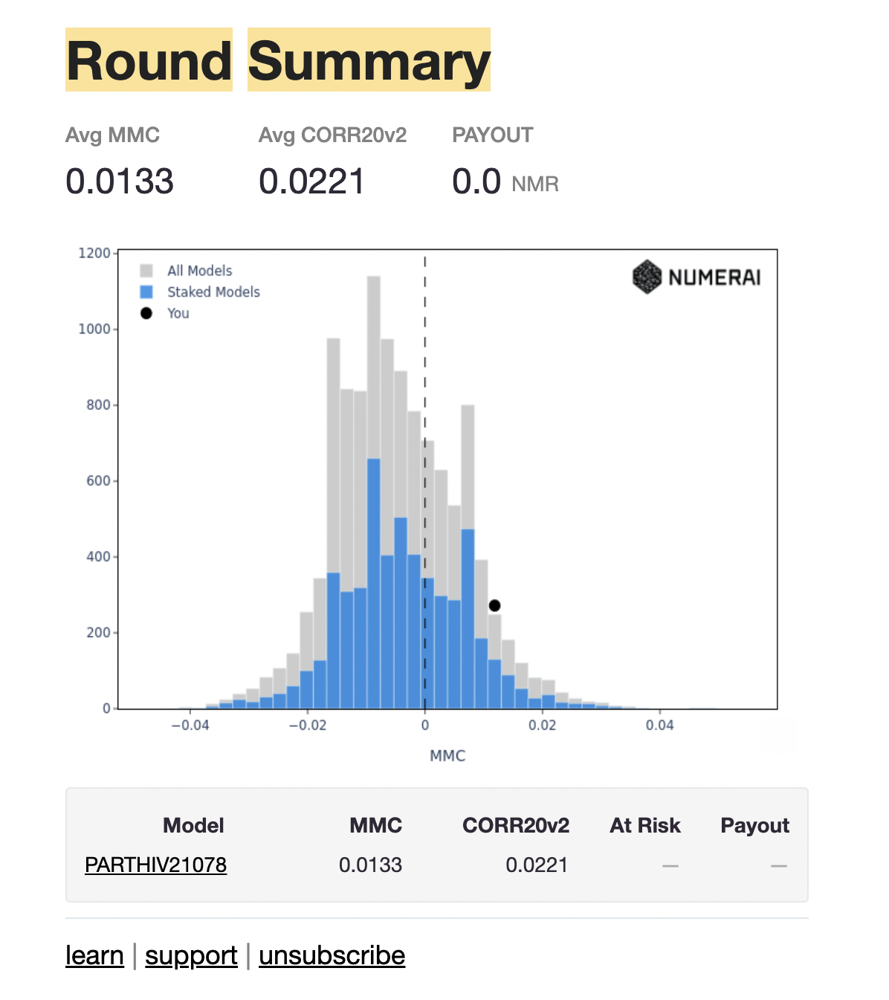 Round Summary
Avg MMC Avg CORR20v2 PAYOUT
0.0133 0.0221 0.0 NMR
1200
All Models
Staked Models
You
NUMERAI
1000
800
600
400
200
0
−0.04 −0.02 0 0.02 0.04
MMC
Model MMC CORR20v2 At Risk Payout
PARTHIV21078 0.0133 0.0221 — —
learn | support | unsubscribe